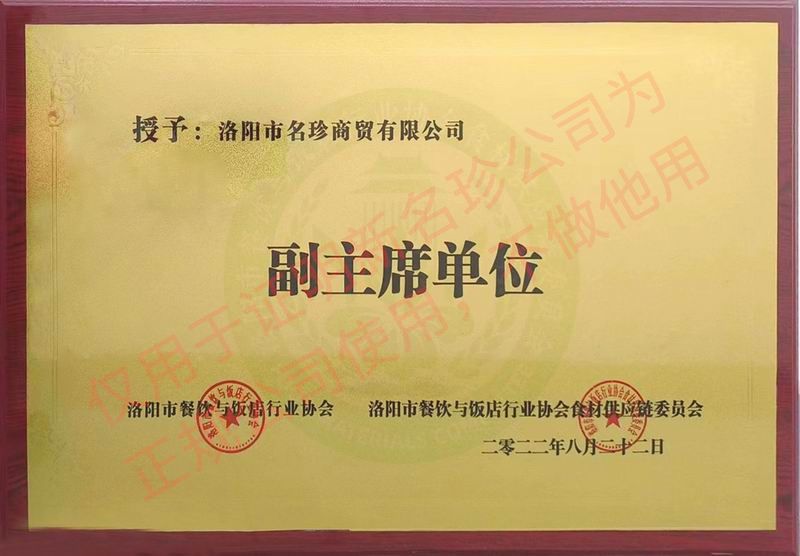 授予：洛阳市名珍商贸有限公司
副主席单位
洛阳市餐饮与饭店行业协会 洛阳市餐饮与饭店行业协会食材供应链委员会
二零二二年八月二十二日
仅用于证明新名珍公司为
正规公司使用，不做他用